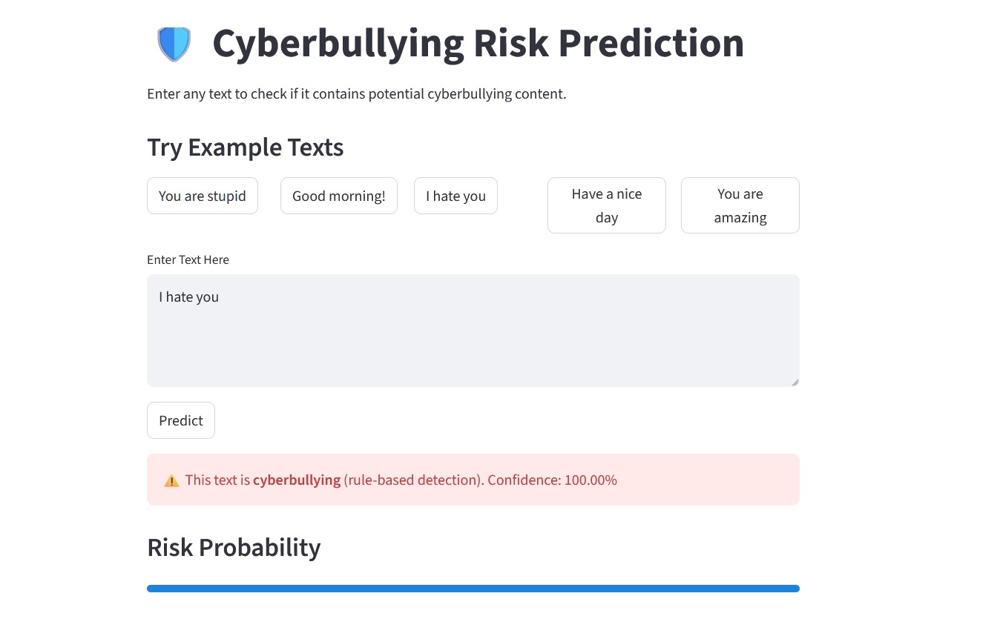 Cyberbullying Risk Prediction
Enter any text to check if it contains potential cyberbullying content.
Try Example Texts
You are stupid
Good morning!
I hate you
Have a nice
day
You are
amazing
Enter Text Here
I hate you
Predict
This text is cyberbullying (rule-based detection). Confidence: 100.00%
Risk Probability